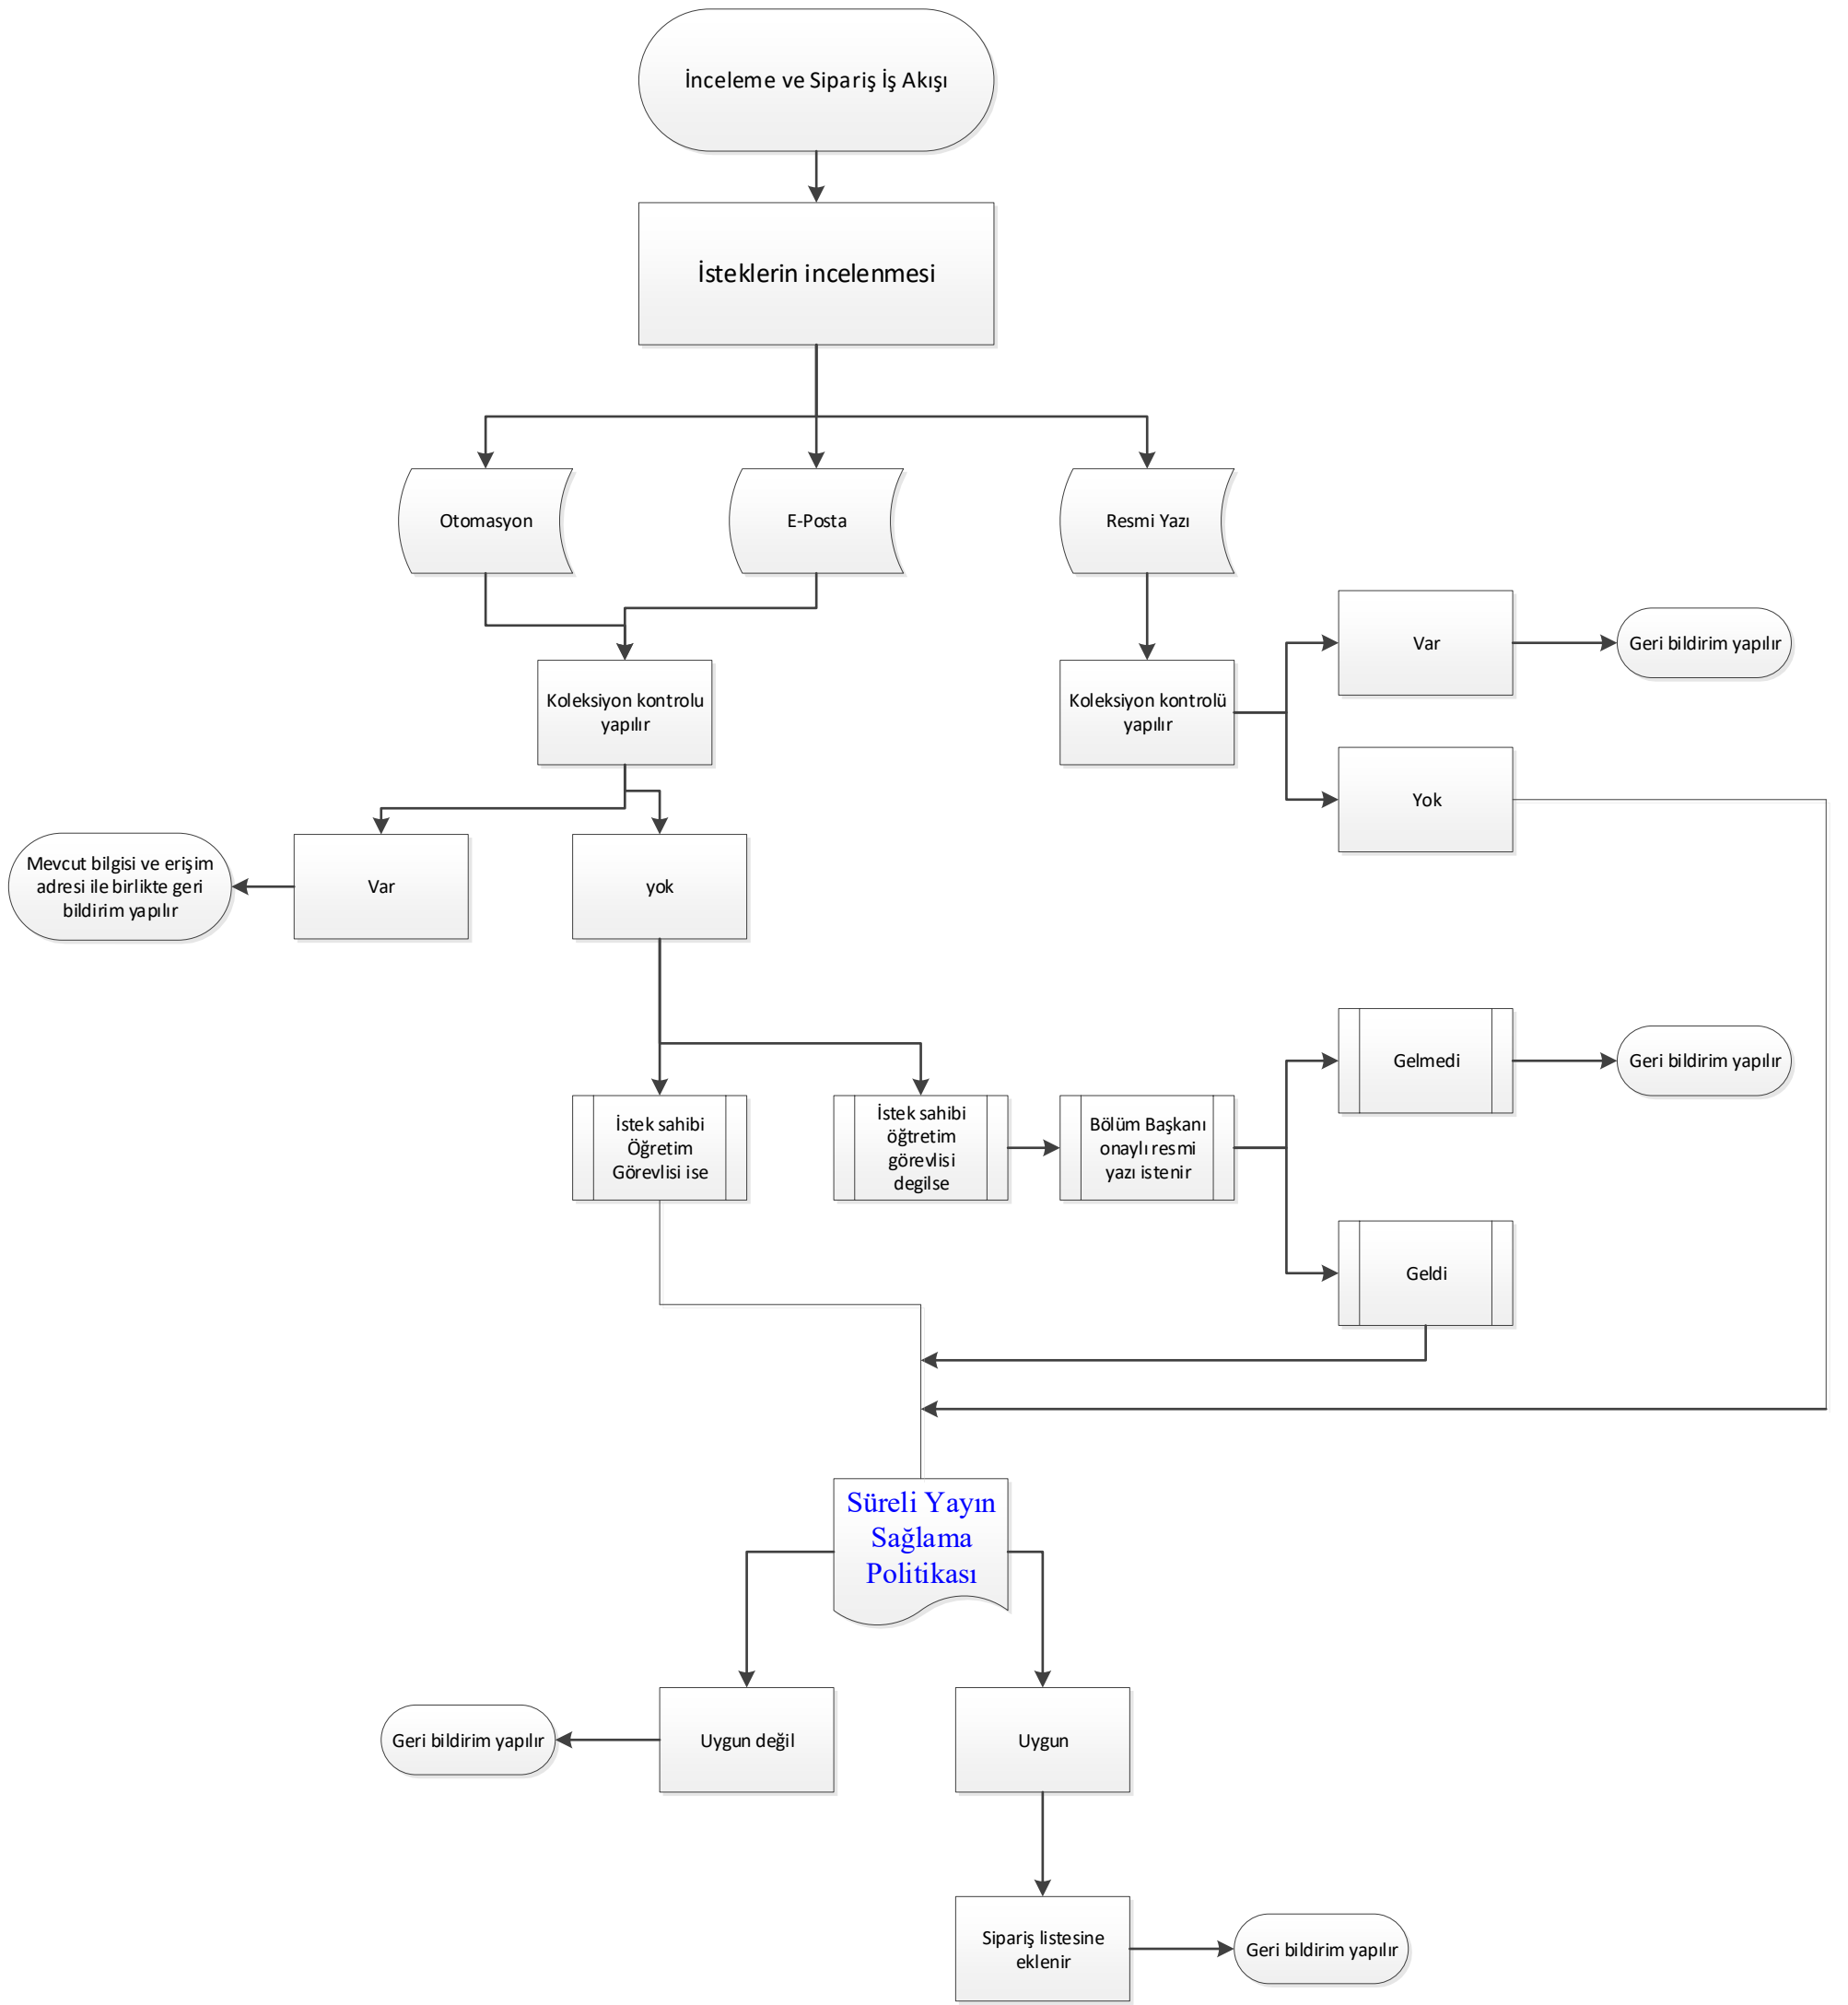 İnceleme ve Sipariş İş Akışı
İsteklerin incelenmesi
Otomasyon
E-Posta
Resmi Yazı
Var
Geri bildirim yapılır
Koleksiyon kontrolu
yapılır
Koleksiyon kontrolü
yapılır
Yok
Mevcut bilgisi ve erişim
adresi ile birlikte geri
bildirim yapılır
Var
yok
Gelmedi
Geri bildirim yapılır
İstek sahibi
Öğretim
Görevlisi ise
İstek sahibi
öğtretim
görevlisi
degilse
Bölüm Başkanı
onaylı resmi
yazı istenir
Geldi
Süreli Yayın
Sağlama
Politikası
Geri bildirim yapılır
Uygun değil
Uygun
Sipariş listesine
eklenir
Geri bildirim yapılır